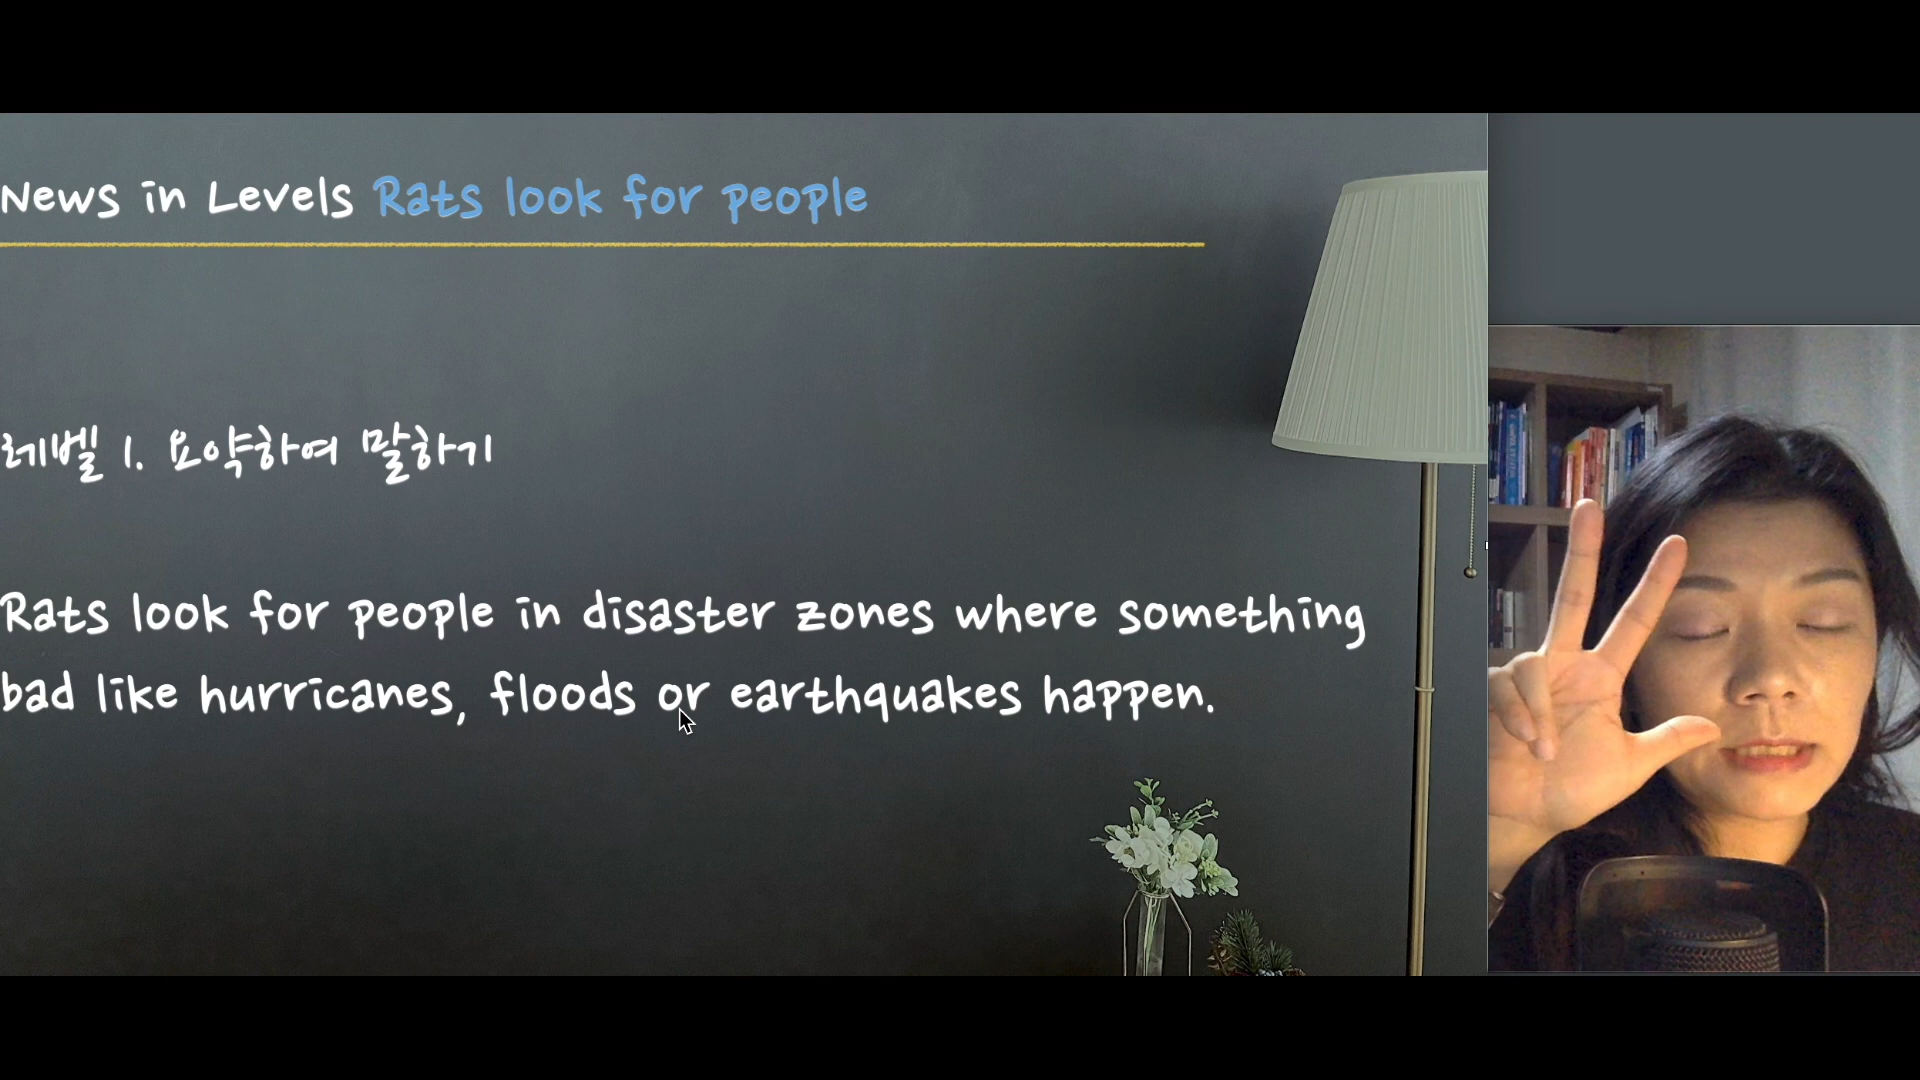 News in Levels Rats look for people
레벨 1. 요약하여 말하기
Rats look for people in disaster zones where something
bad like hurricanes, floods or earthquakes happen.